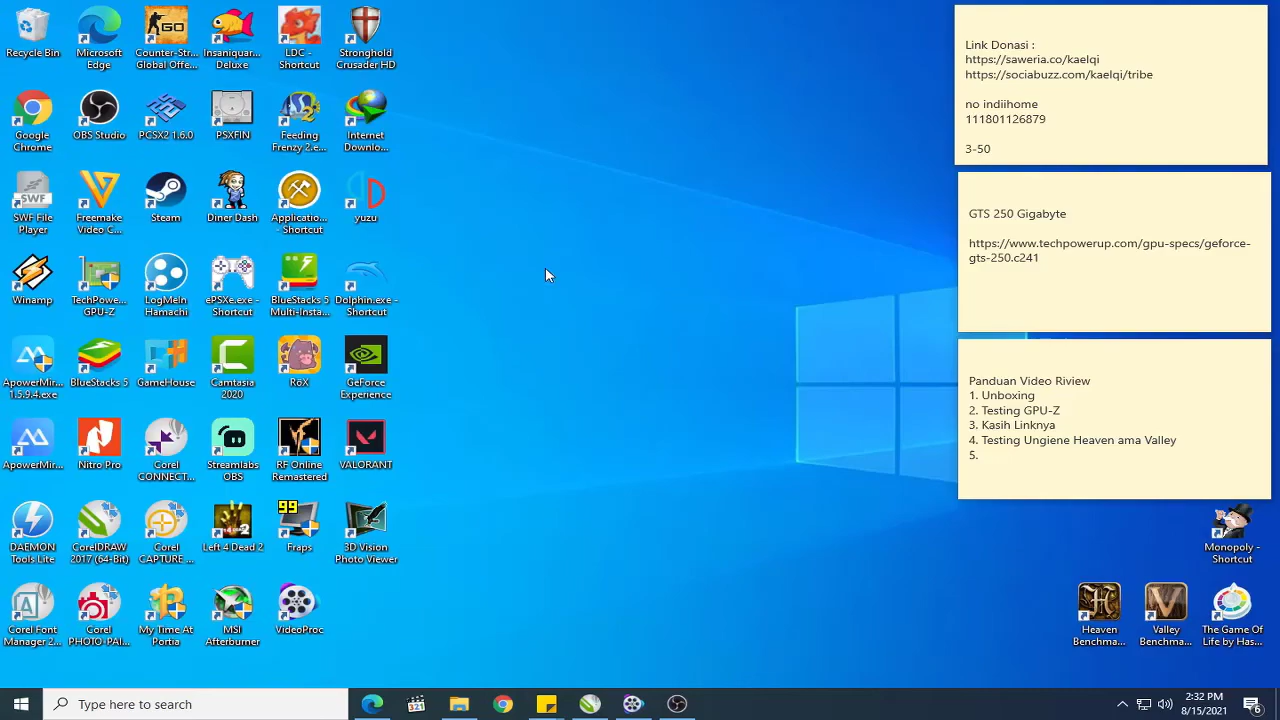 Recycle Bin
Microsoft
Edge
Counter-Str...
Global Offe...
Insaniquar...
Deluxe
LDC -
Shortcut
Stronghold
Crusader HD
Google
Chrome
OBS Studio
PCSX2 1.6.0
PSXFIN
Feeding
Frenzy 2.e...
Internet
Downlo...
SWF
SWF File
Player
Freemake
Video C...
Steam
Diner Dash
Applicatio...
- Shortcut
yuzu
Winamp
TechPowe...
GPU-Z
LogMeIn
Hamachi
ePSXe.exe -
Shortcut
BlueStacks 5
Multi-Insta...
Dolphin.exe -
Shortcut
ApowerMir...
1.5.9.4.exe
BlueStacks 5
GameHouse
Camtasia
2020
RöX
GeForce
Experience
ApowerMir...
Nitro Pro
Corel
CONNECT...
Streamlabs
OBS
RF Online
Remastered
VALORANT
DAEMON
Tools Lite
CorelDRAW
2017 (64-Bit)
Corel
CAPTURE ...
Left 4 Dead 2
99
Fraps
3D Vision
Photo Viewer
Corel Font
Manager 2...
Corel
PHOTO-PAI...
My Time At
Portia
MSI
Afterburner
VideoProc
Link Donasi :
https://saweria.co/kaelqi
https://sociabuzz.com/kaelqi/tribe
no indiihome
111801126879
3-50
GTS 250 Gigabyte
https://www.techpowerup.com/gpu-specs/geforce-
gts-250.c241
Panduan Video Riview
1. Unboxing
2. Testing GPU-Z
3. Kasih Linknya
4. Testing Ungiene Heaven ama Valley
5.
Monopoly -
Shortcut
Heaven
Benchma...
Valley
Benchma...
The Game Of
Life by Has...
Type here to search
2:32 PM
8/15/2021
6